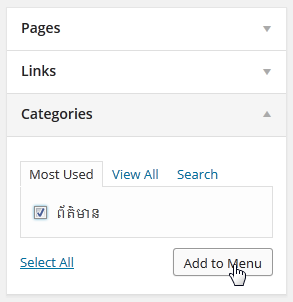 Pages
Links
Categories
Most Used View All Search
ព័ត៌មាន
Select All Add to Menu